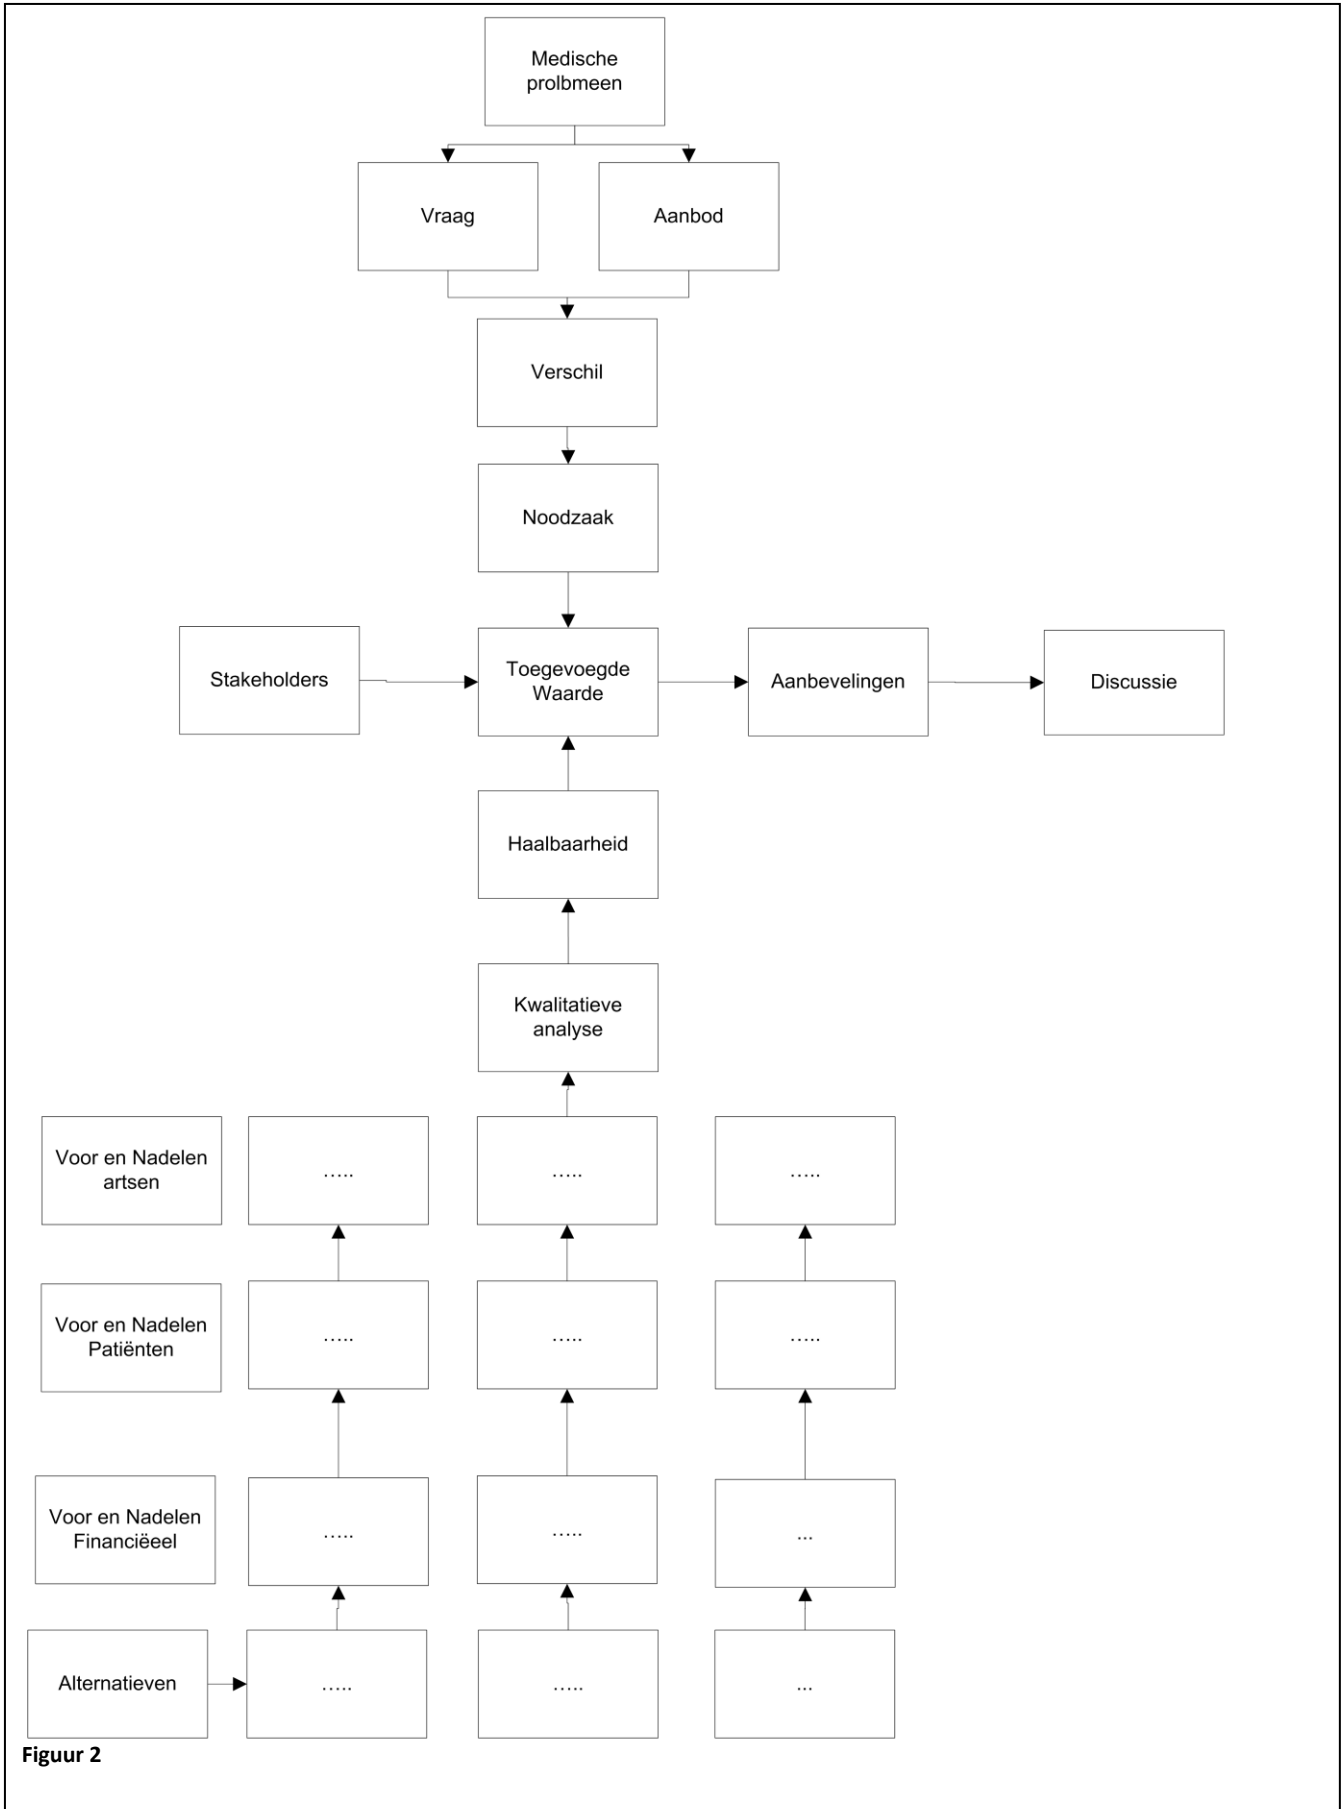 Medische
prolbmeen
Vraag
Aanbod
Verschil
Noodzaak
Stakeholders
Toegevoegde
Waarde
Aanbevelingen
Discussie
Haalbaarheid
Kwalitatieve
analyse
Voor en Nadelen
artsen
.....
.....
.....
Voor en Nadelen
Patiënten
.....
.....
.....
Voor en Nadelen
Financiëeel
.....
.....
...
Alternatieven
.....
.....
...
Figuur 2